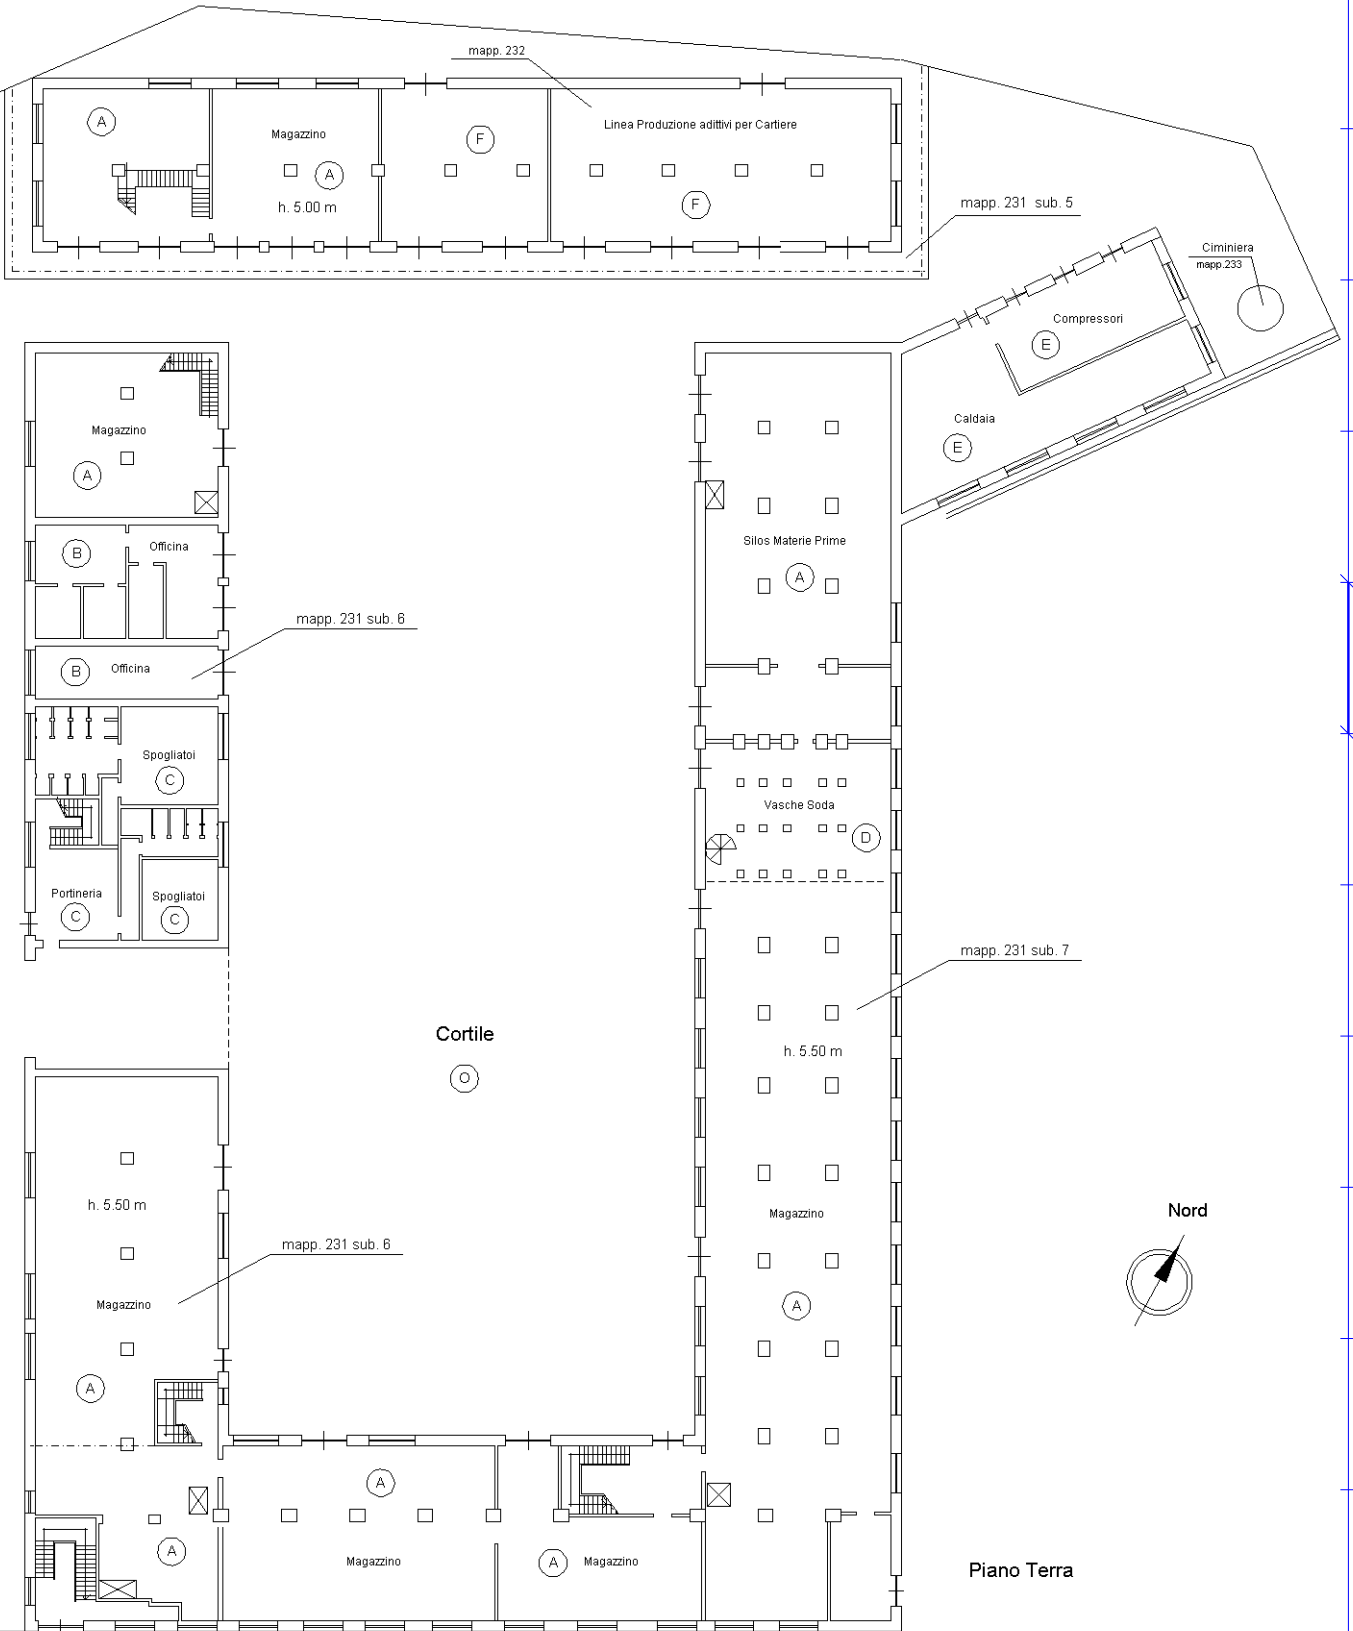 mapp. 232
A
Magazzino
A
h. 5.00 m
F
Linea Produzione adittivi per Cartiere
F
mapp. 231 sub. 5
Ciminiera
mapp.233
Compressori
E
Caldaia
E
Magazzino
A
B
Officina
mapp. 231 sub. 6
B
Officina
Spogliatoi
C
Portineria
C
Spogliatoi
C
Silos Materie Prime
A
Vasche Soda
D
mapp. 231 sub. 7
Cortile
O
h. 5.50 m
h. 5.50 m
Magazzino
Nord
mapp. 231 sub. 6
Magazzino
A
A
A
A
Magazzino
A
Magazzino
Piano Terra